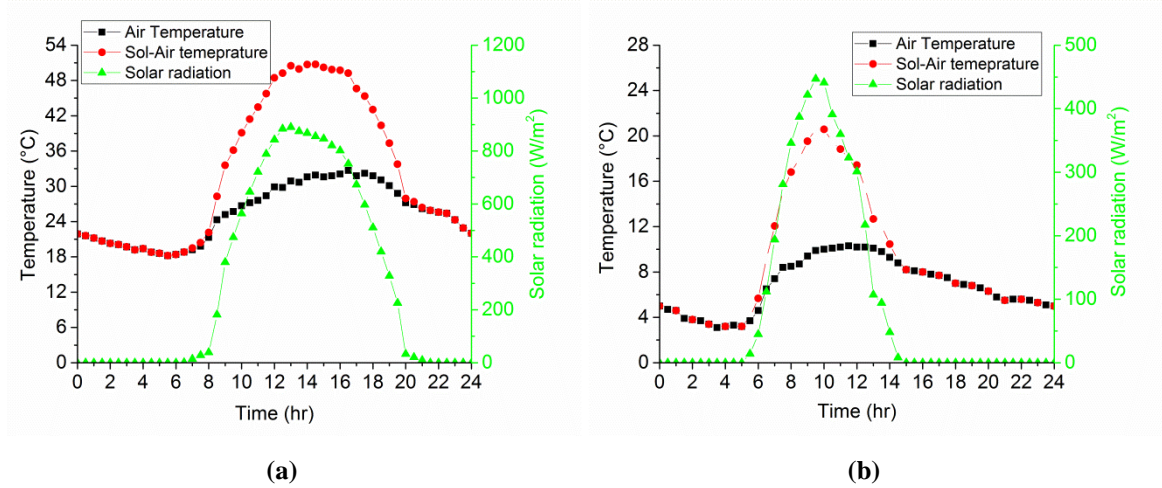 Air Temperature
Sol-Air temeprature
Solar radiation
54
48
42
36
30
24
18
12
6
0
Temperature (°C)
1200
1000
800
600
400
200
0
Solar radiation (W/m²)
0 2 4 6 8 10 12 14 16 18 20 22 24
Time (hr)
(a)
Air Temperature
Sol-Air temeprature
Solar radiation
28
24
20
16
12
8
4
0
Temperature (°C)
500
400
300
200
100
0
Solar radiation (W/m²)
0 2 4 6 8 10 12 14 16 18 20 22 24
Time (hr)
(b)